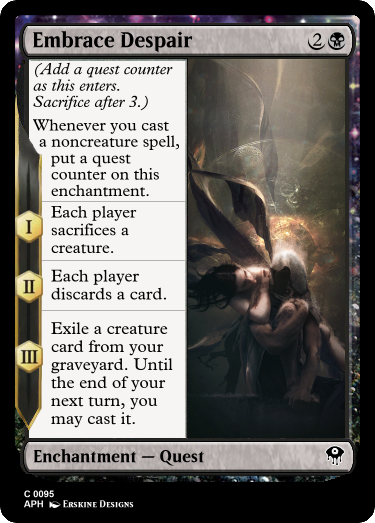 Embrace Despair 2
(Add a quest counter
as this enters.
Sacrifice after 3.)
Whenever you cast
a noncreature spell,
put a quest
counter on this
enchantment.
I
Each player
sacrifices a
creature.
II
Each player
discards a card.
III
Exile a creature
card from your
graveyard. Until
the end of your
next turn, you
may cast it.
Enchantment — Quest
C 0095
APH Erskine Designs